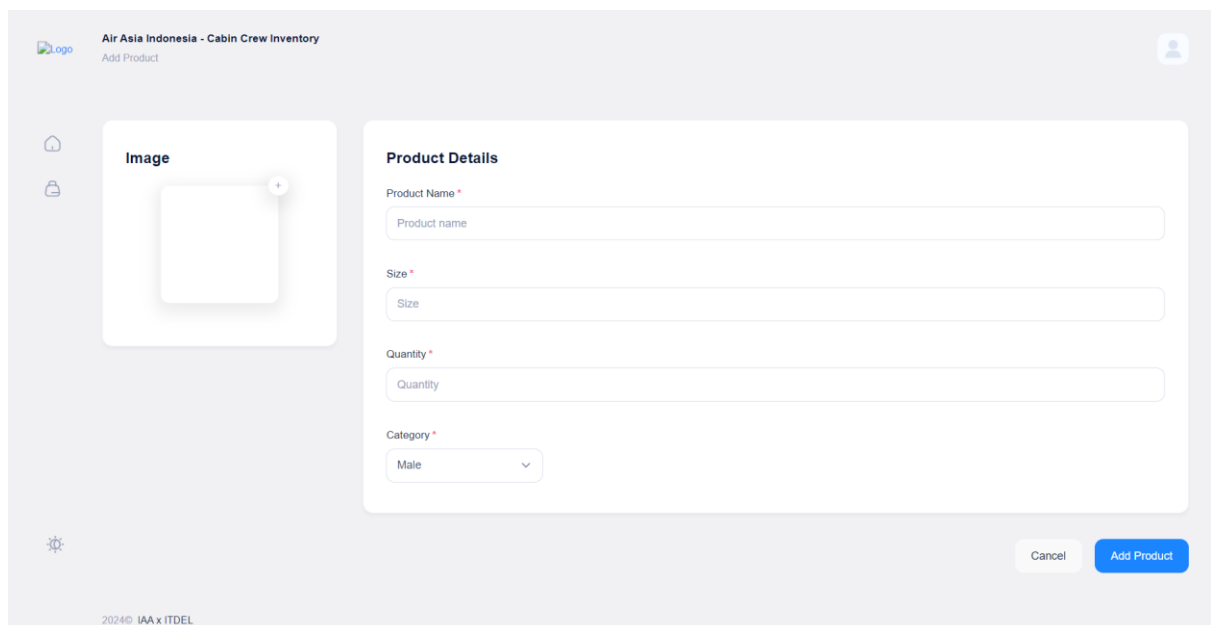 Logo
Air Asia Indonesia - Cabin Crew Inventory
Add Product
Image
+
Product Details
Product Name *
Product name
Size *
Size
Quantity *
Quantity
Category *
Male
Cancel
Add Product
2024© IAA x ITDEL